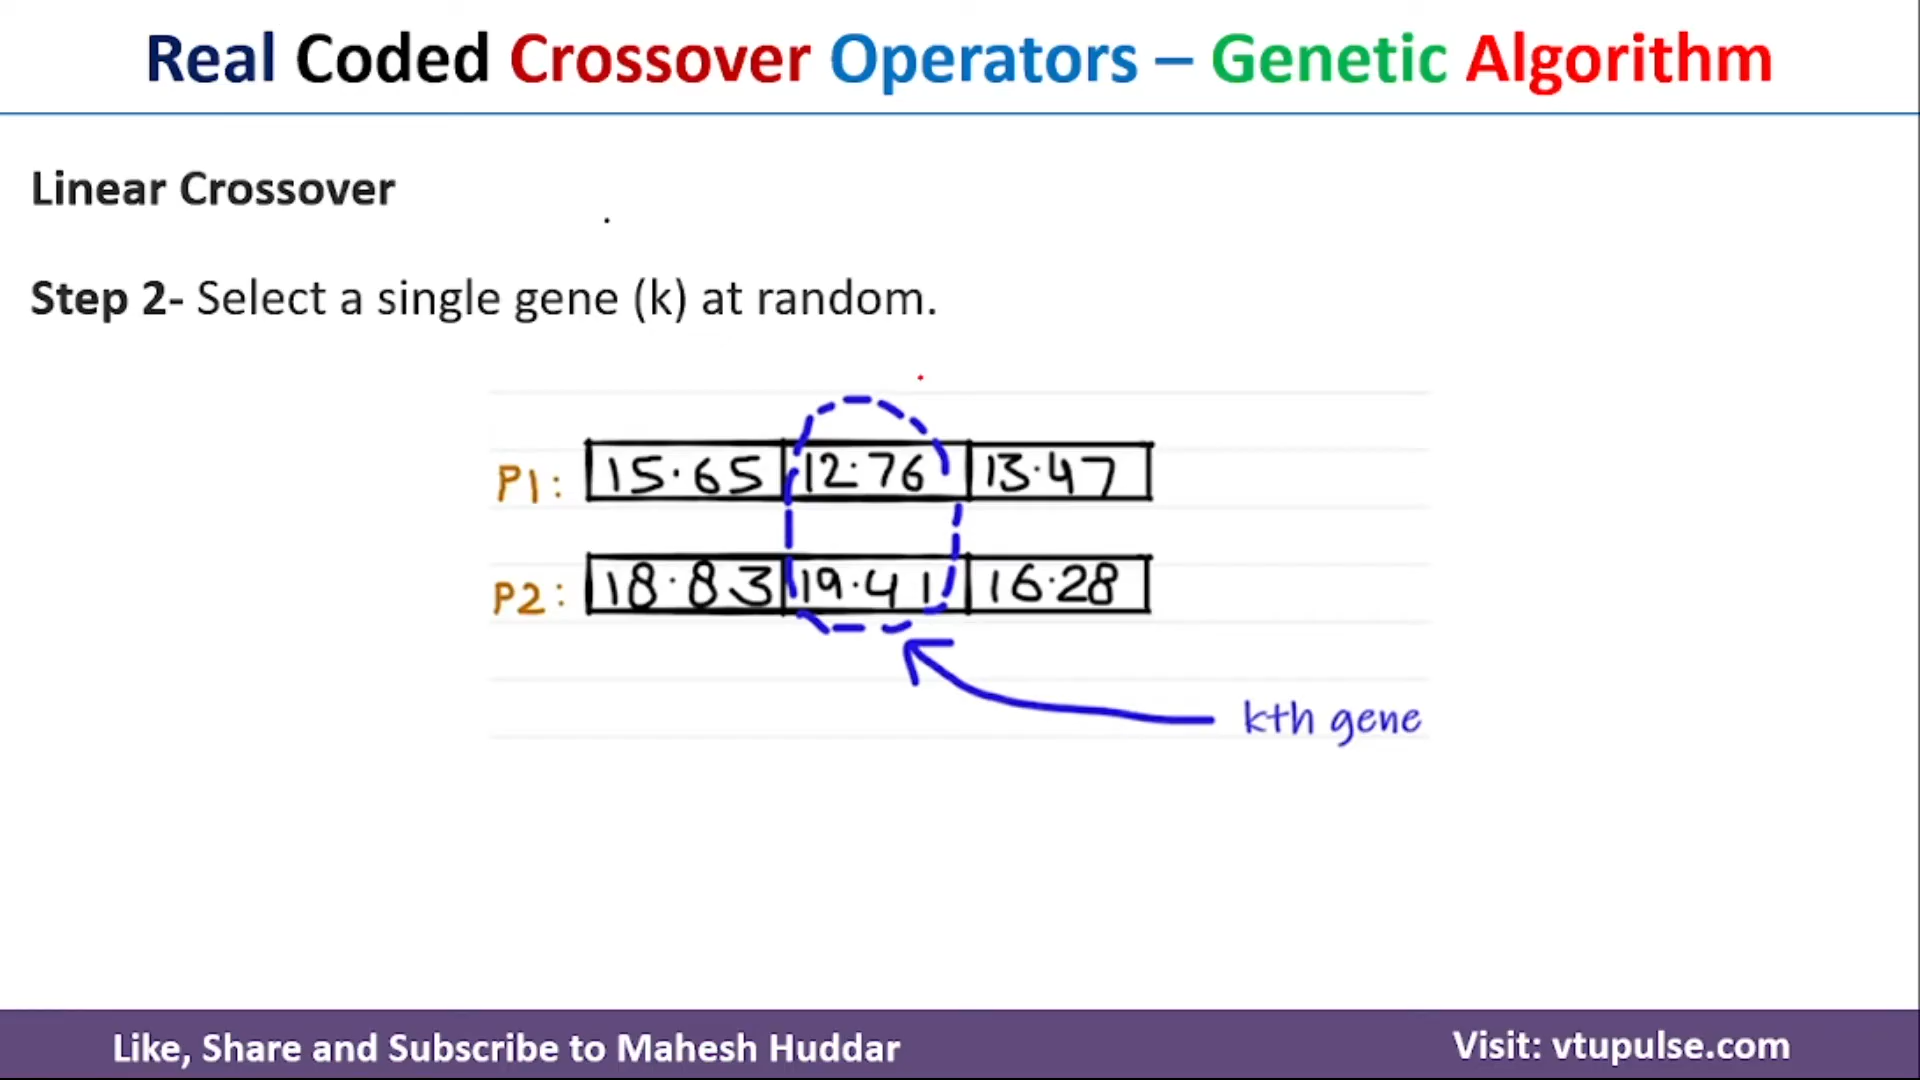 Real Coded Crossover Operators – Genetic Algorithm
Linear Crossover
Step 2- Select a single gene (k) at random.
P1: 15.65 12.76 13.47
P2: 18.83 19.41 16.28
kth gene
Like, Share and Subscribe to Mahesh Huddar
Visit: vtupulse.com